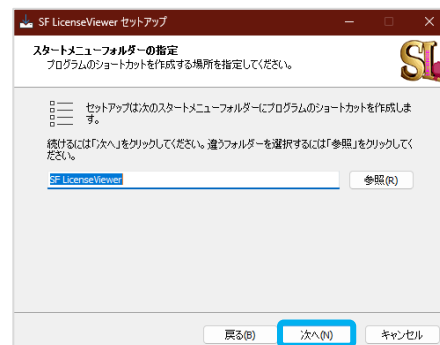 SF LicenseViewer セットアップ
スタートメニューフォルダーの指定
プログラムのショートカットを作成する場所を指定してください。
SL
セットアップは次のスタートメニューフォルダーにプログラムのショートカットを作成しま
す。
続けるには「次へ」をクリックしてください。違うフォルダーを選択するには「参照」をクリックしてく
ださい。
SF LicenseViewer
参照(R)
戻る(B)
次へ(N)
キャンセル